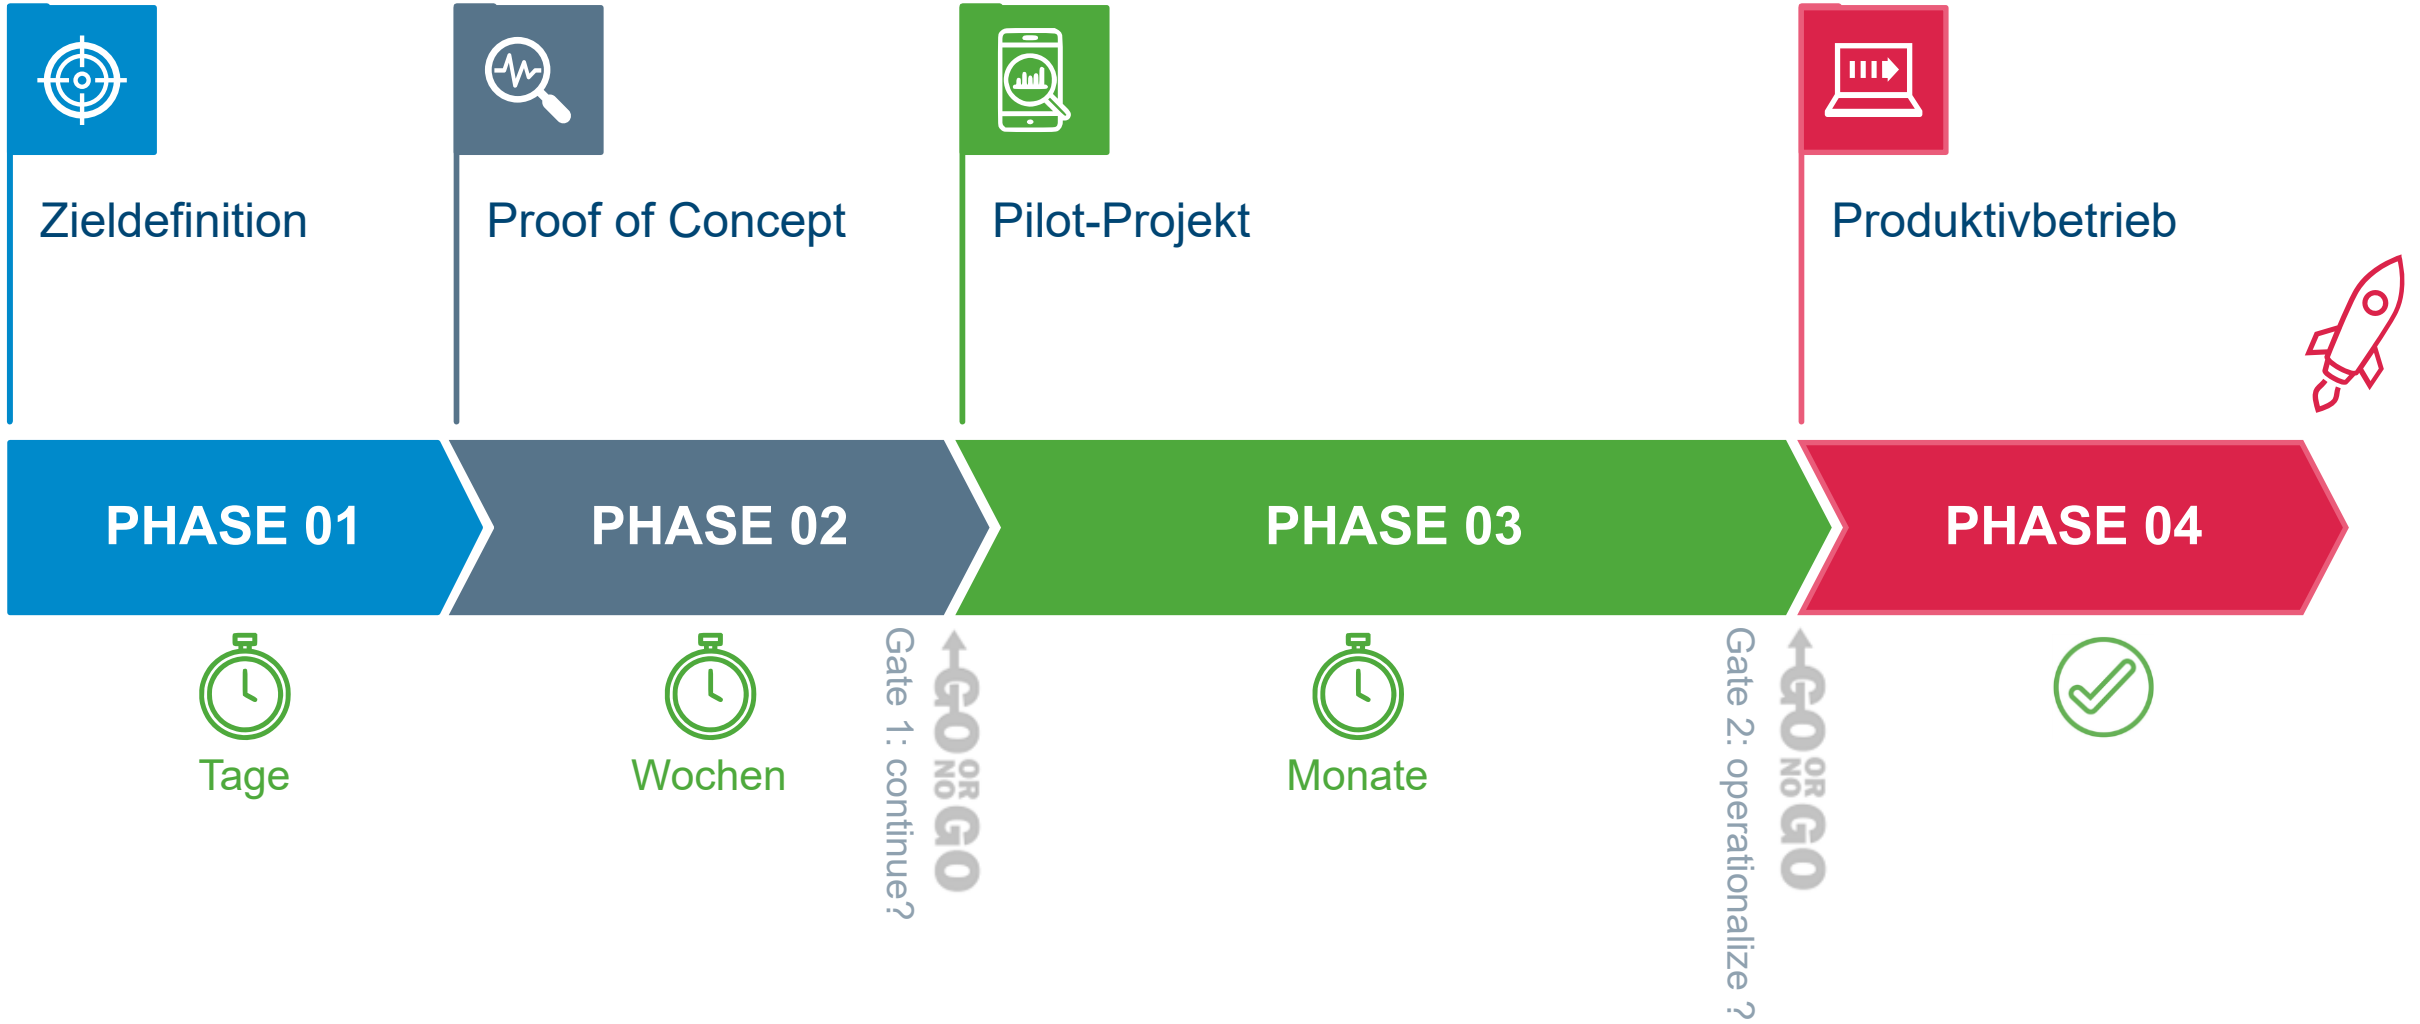 Zieldefinition
Proof of Concept
Pilot-Projekt
Produktivbetrieb
PHASE 01
PHASE 02
PHASE 03
PHASE 04
Tage
Wochen
Gate 1: continue?
GO OR NO GO
Monate
Gate 2: operationalize ?
GO OR NO GO